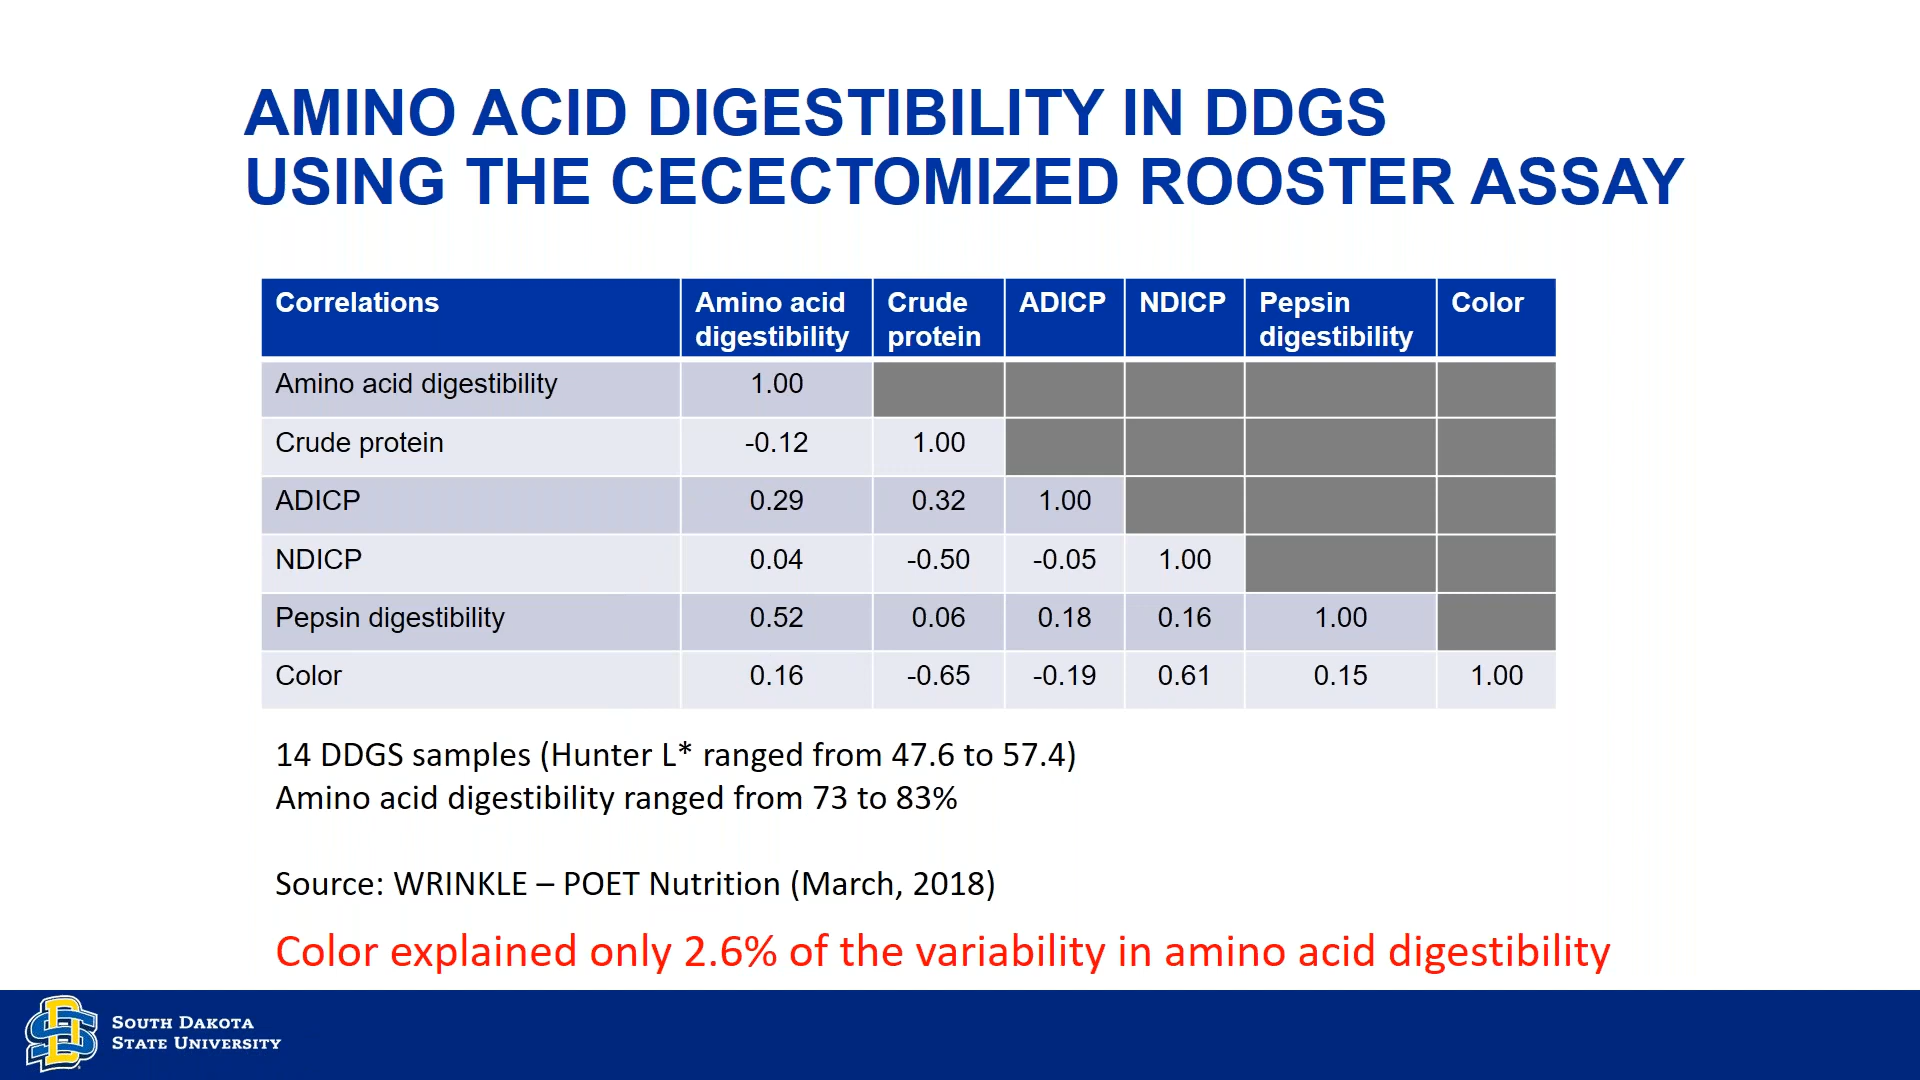 AMINO ACID DIGESTIBILITY IN DDGS
USING THE CECECTOMIZED ROOSTER ASSAY
Correlations Amino acid digestibility Crude protein ADICP NDICP Pepsin digestibility Color
Amino acid digestibility 1.00
Crude protein -0.12 1.00
ADICP 0.29 0.32 1.00
NDICP 0.04 -0.50 -0.05 1.00
Pepsin digestibility 0.52 0.06 0.18 0.16 1.00
Color 0.16 -0.65 -0.19 0.61 0.15 1.00
14 DDGS samples (Hunter L* ranged from 47.6 to 57.4)
Amino acid digestibility ranged from 73 to 83%
Source: WRINKLE – POET Nutrition (March, 2018)
Color explained only 2.6% of the variability in amino acid digestibility
SOUTH DAKOTA
STATE UNIVERSITY